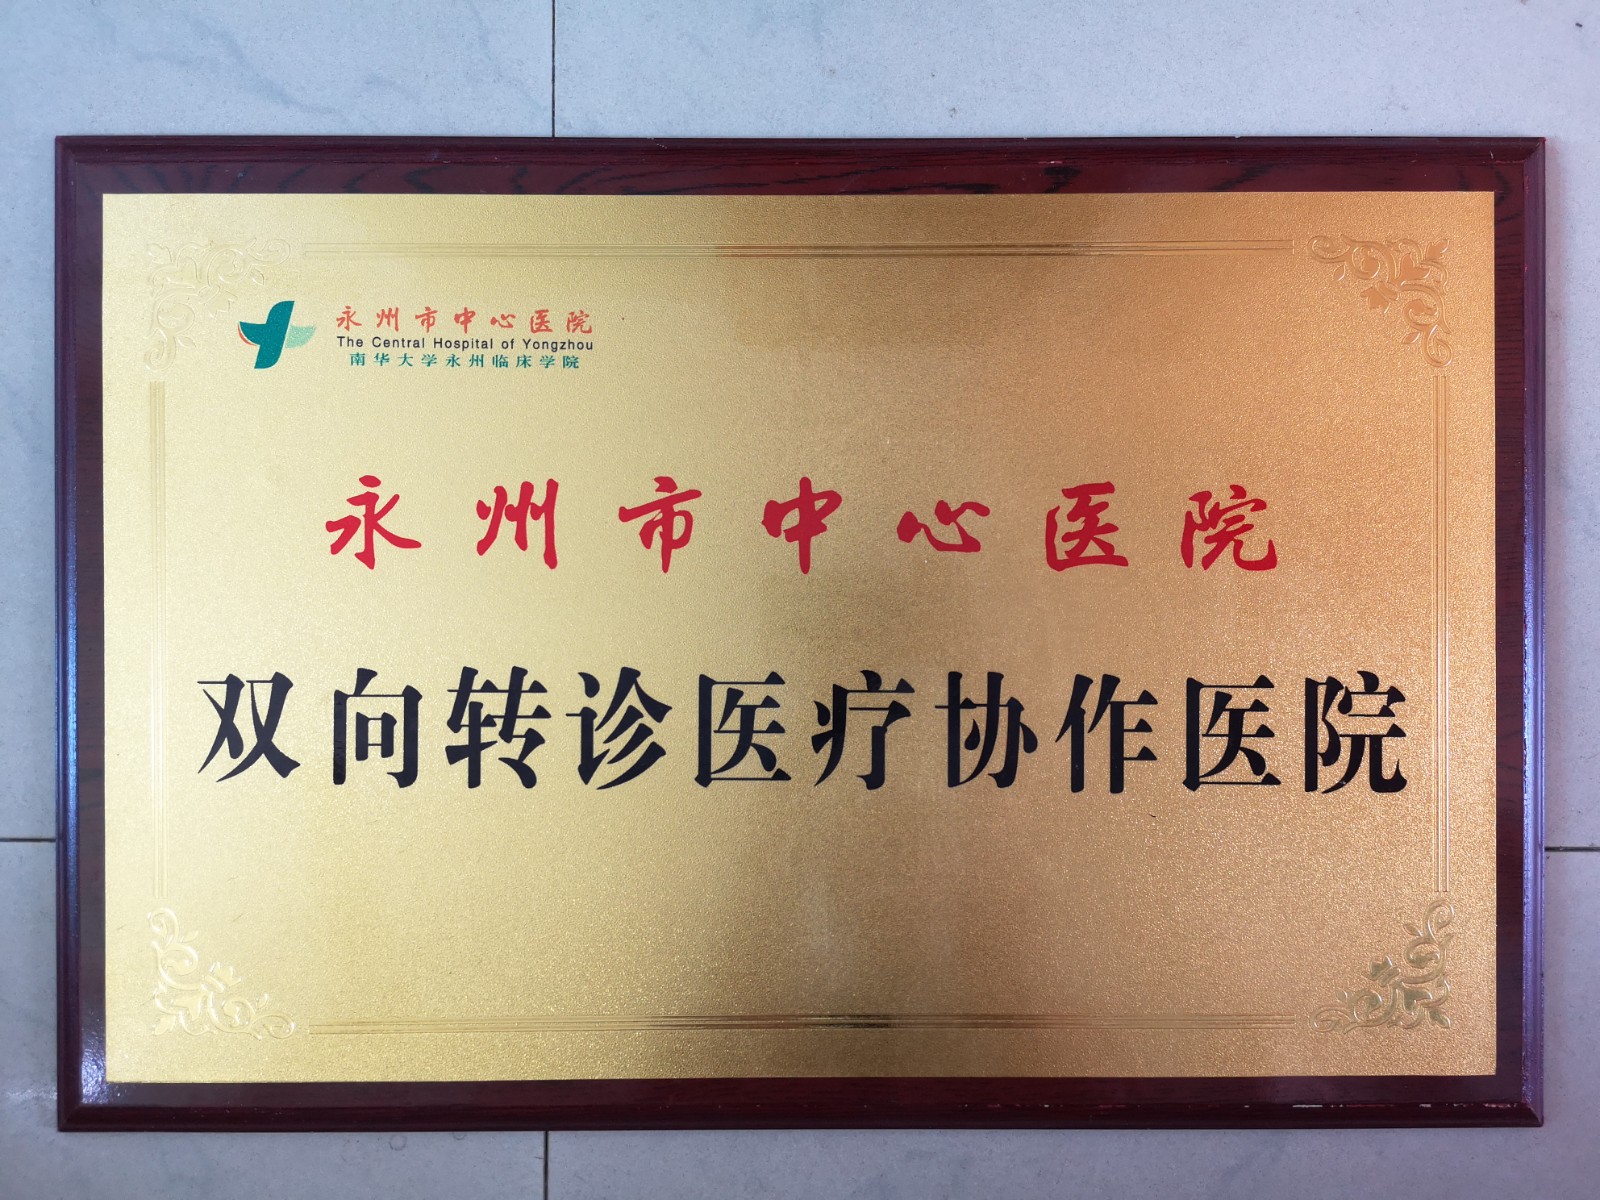 永州市中心医院
The Central Hospital of Yongzhou
南华大学永州临床学院
永州市中心医院
双向转诊医疗协作医院